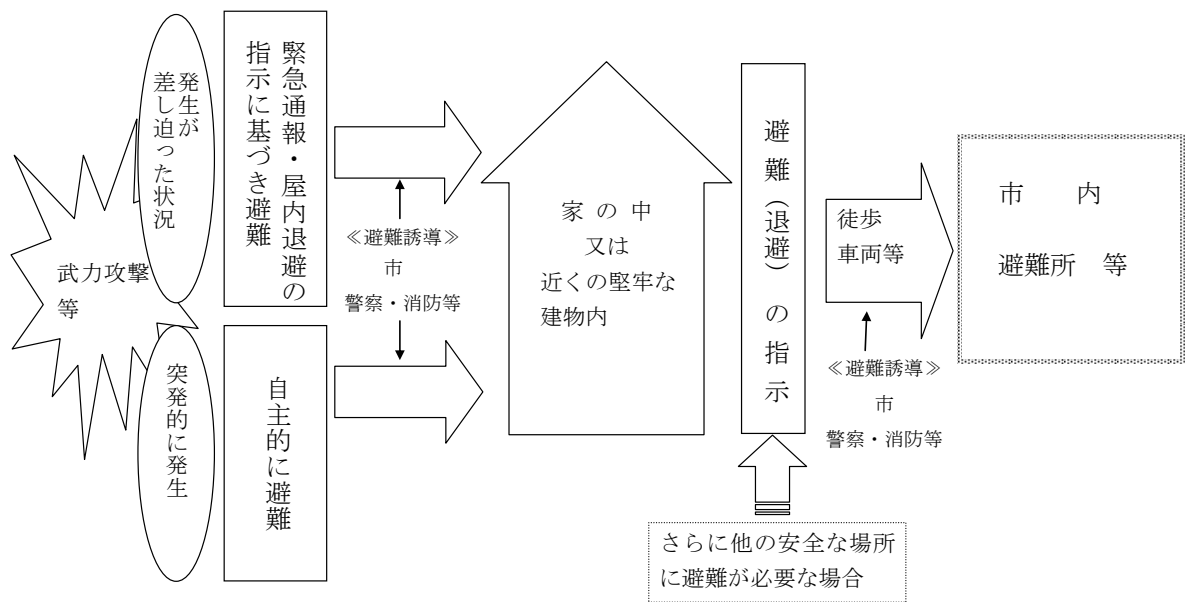 武力攻撃
等
発生が
差し迫った状況
緊急通報・屋内退避の
指示に基づき避難
突発的に発生
自主的に避難
≪避難誘導≫
市
警察・消防等
家の中
又は
近くの堅牢な
建物内
避難（退避）の指示
さらに他の安全な場所
に避難が必要な場合
徒歩
車両等
≪避難誘導≫
市
警察・消防等
市　内
避難所　等